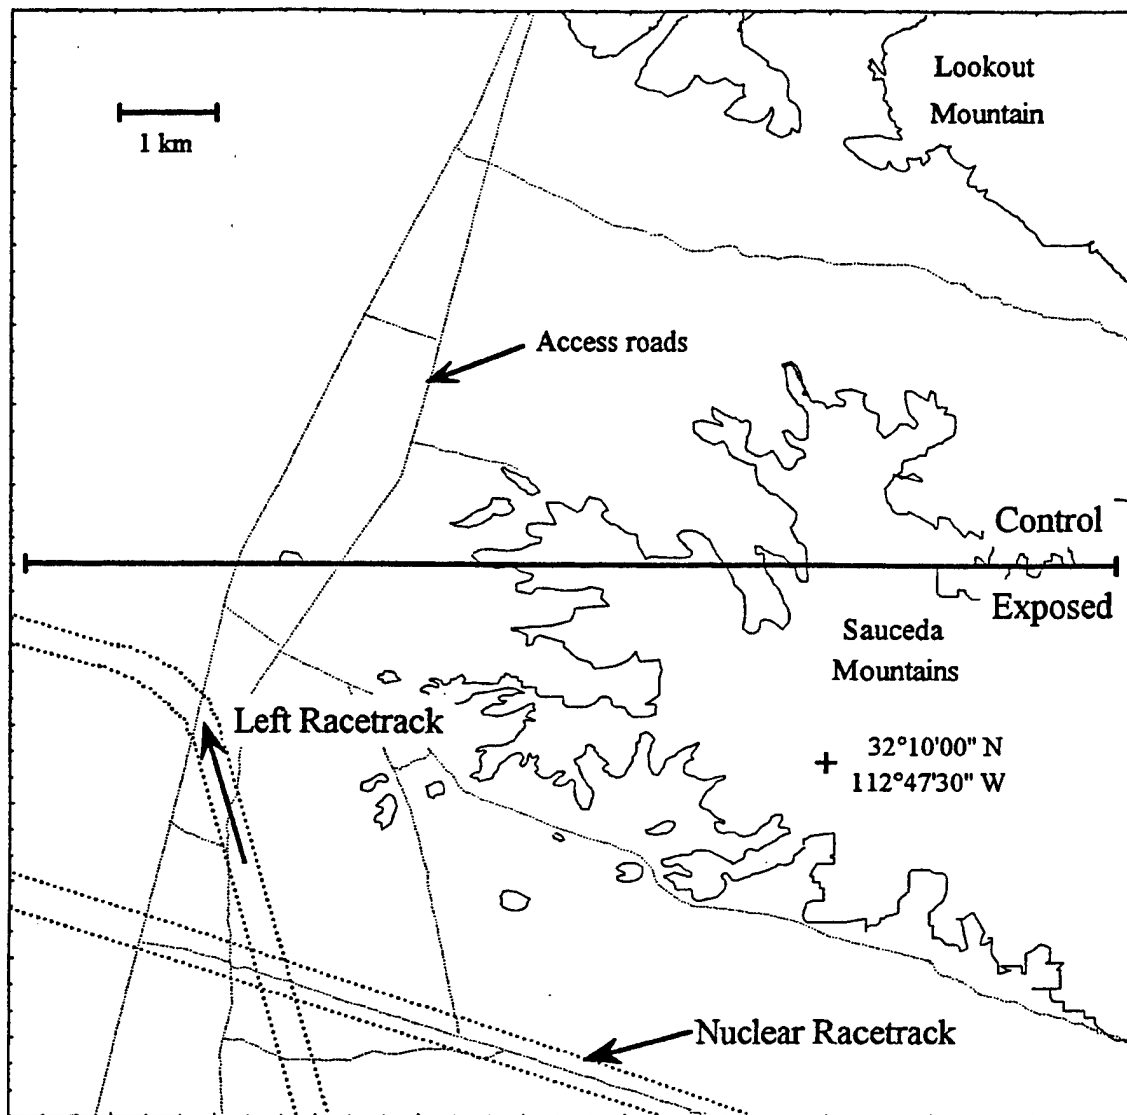 Lookout
Mountain
1 km
Access roads
Control
Exposed
Sauceda
Mountains
Left Racetrack
32°10'00" N
112°47'30" W
Nuclear Racetrack